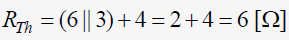 R_Th = (6 || 3) + 4 = 2 + 4 = 6 [Ω]